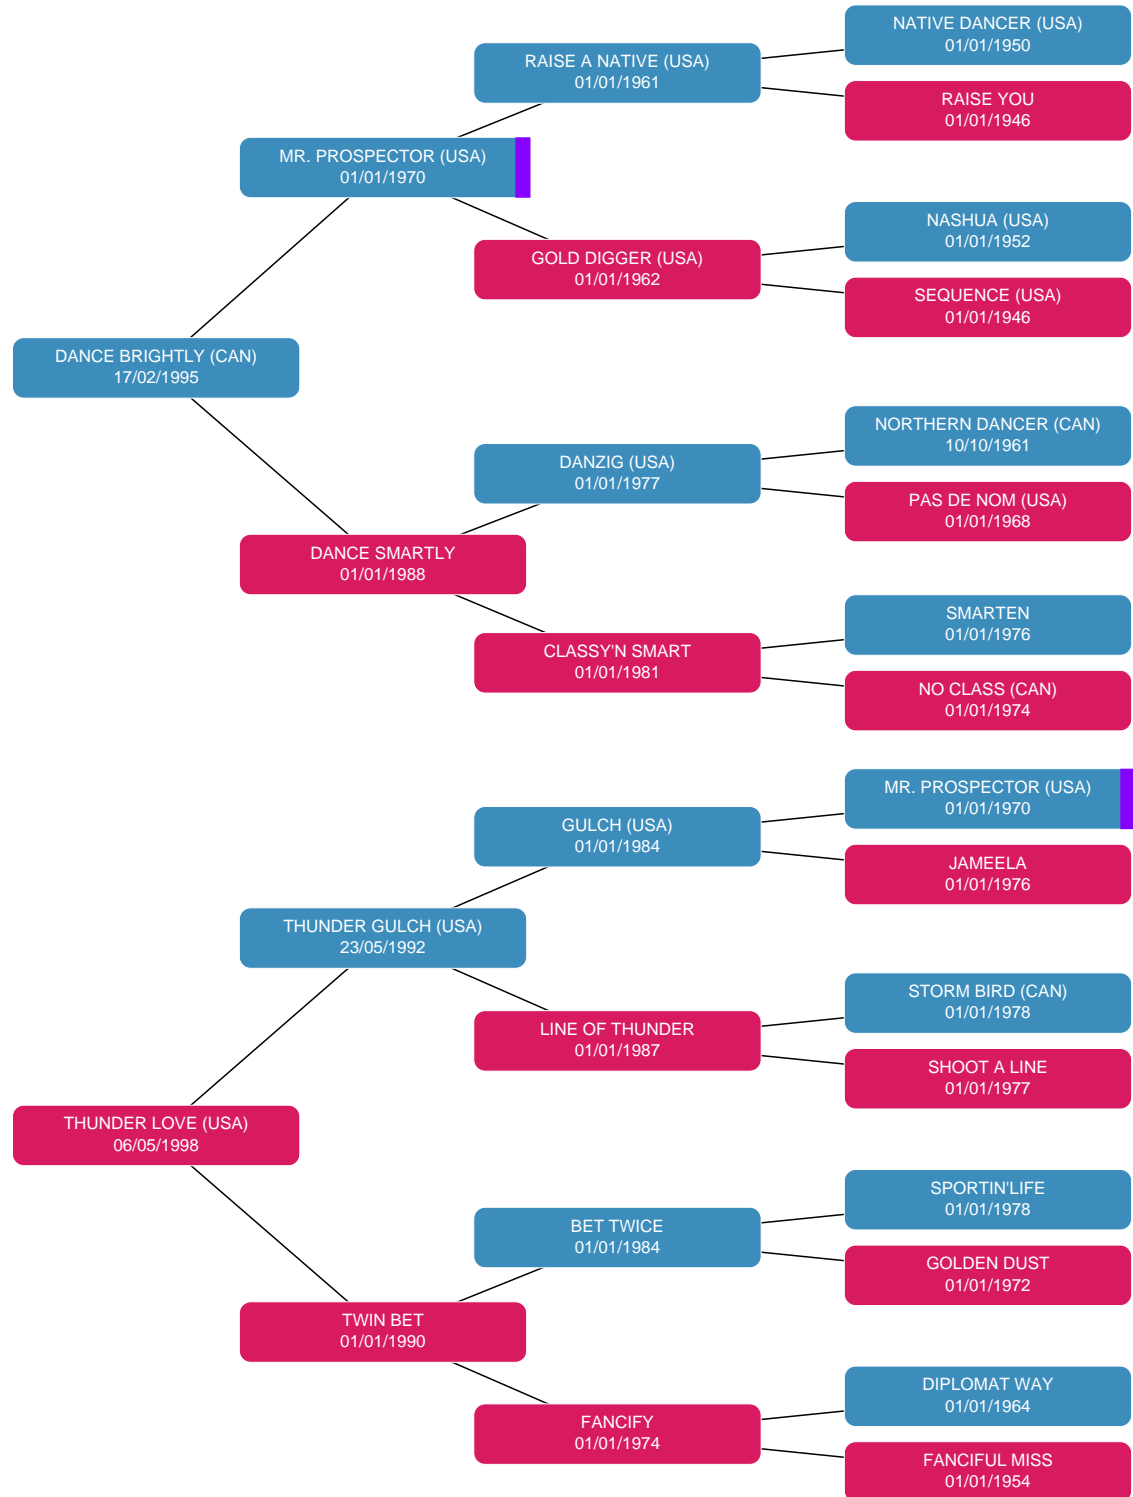 NATIVE DANCER (USA)
01/01/1950
RAISE A NATIVE (USA)
01/01/1961
RAISE YOU
01/01/1946
MR. PROSPECTOR (USA)
01/01/1970
NASHUA (USA)
01/01/1952
GOLD DIGGER (USA)
01/01/1962
SEQUENCE (USA)
01/01/1946
DANCE BRIGHTLY (CAN)
17/02/1995
NORTHERN DANCER (CAN)
10/10/1961
DANZIG (USA)
01/01/1977
PAS DE NOM (USA)
01/01/1968
DANCE SMARTLY
01/01/1988
SMARTEN
01/01/1976
CLASSY'N SMART
01/01/1981
NO CLASS (CAN)
01/01/1974
MR. PROSPECTOR (USA)
01/01/1970
GULCH (USA)
01/01/1984
JAMEELA
01/01/1976
THUNDER GULCH (USA)
23/05/1992
STORM BIRD (CAN)
01/01/1978
LINE OF THUNDER
01/01/1987
SHOOT A LINE
01/01/1977
THUNDER LOVE (USA)
06/05/1998
SPORTIN'LIFE
01/01/1978
BET TWICE
01/01/1984
GOLDEN DUST
01/01/1972
TWIN BET
01/01/1990
DIPLOMAT WAY
01/01/1964
FANCIFY
01/01/1974
FANCIFUL MISS
01/01/1954